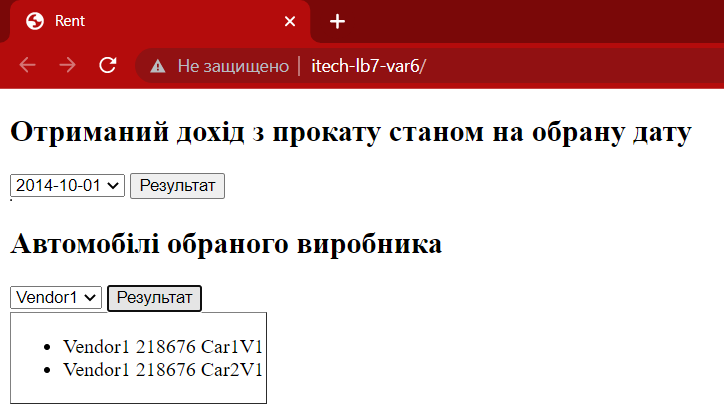 Rent
Не защищено | itech-lb7-var6/
Отриманий дохід з прокату станом на обрану дату
2014-10-01 Результат
Автомобілі обраного виробника
Vendor1 Результат
• Vendor1 218676 Car1V1
• Vendor1 218676 Car2V1